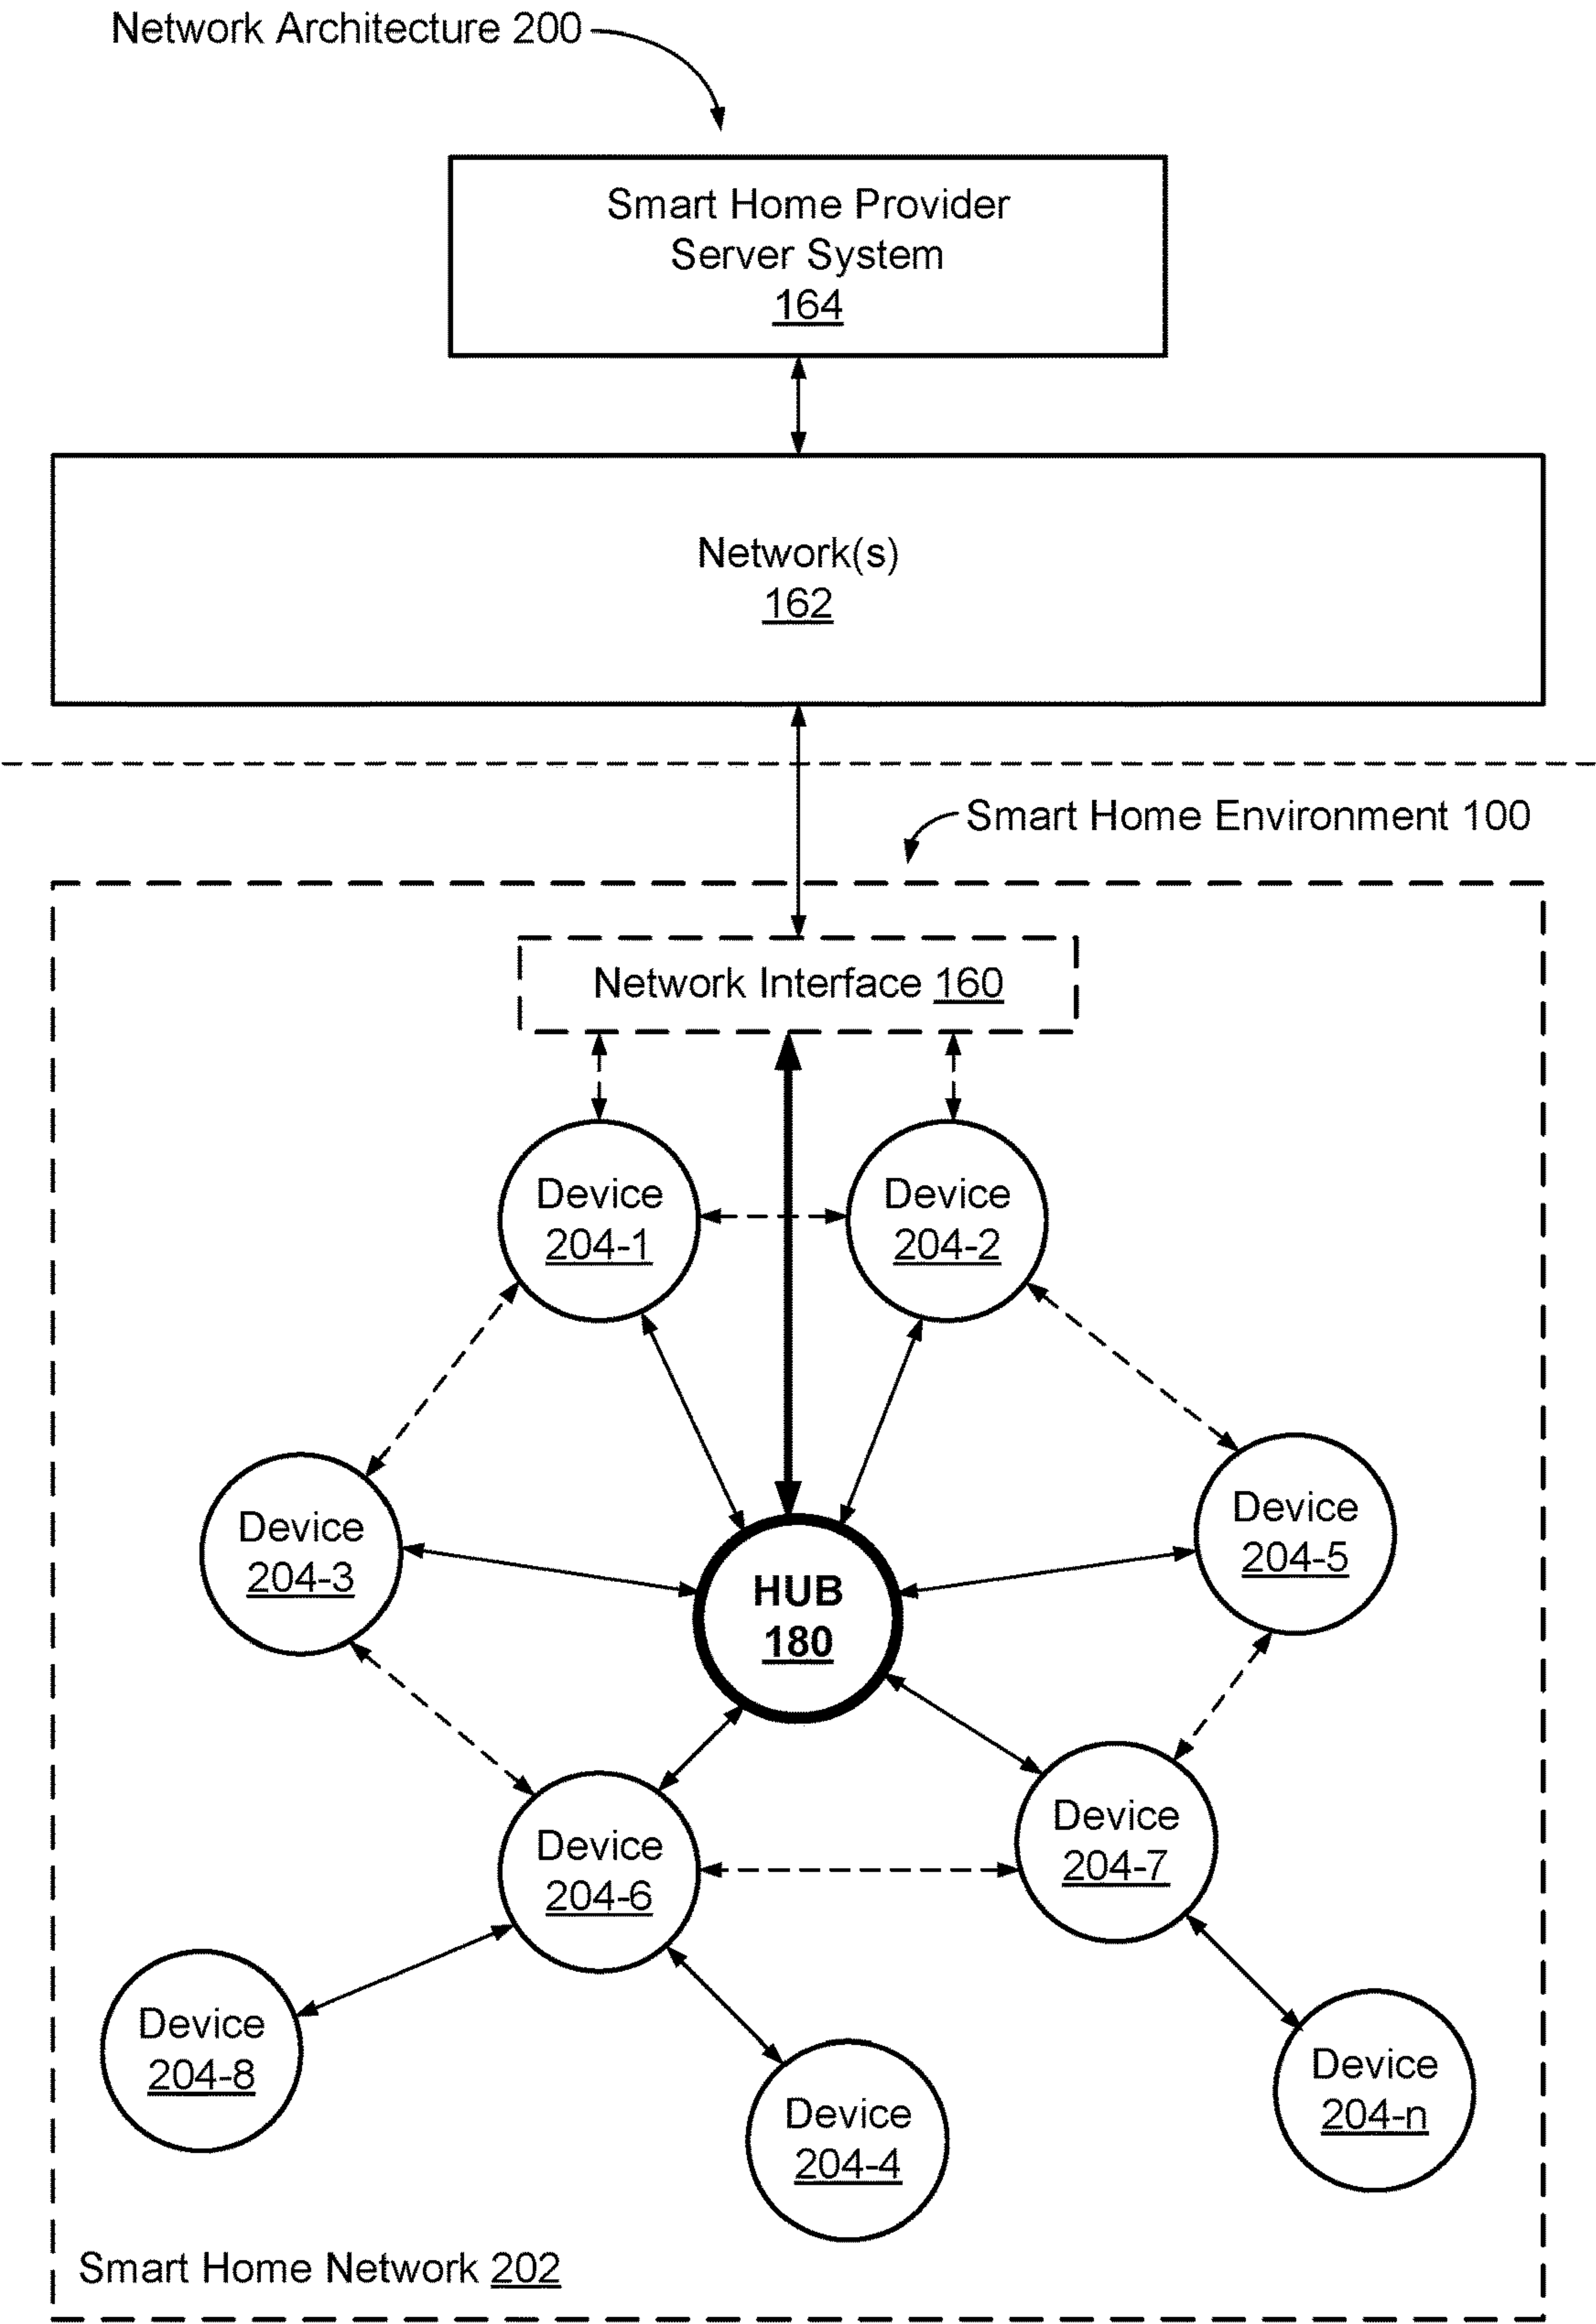 Network Architecture 200
Smart Home Provider
Server System
164
Network(s)
162
Smart Home Environment 100
Network Interface 160
Device
204-1
Device
204-2
Device
204-3
Device
204-5
HUB
180
Device
204-6
Device
204-7
Device
204-8
Device
204-4
Device
204-n
Smart Home Network 202